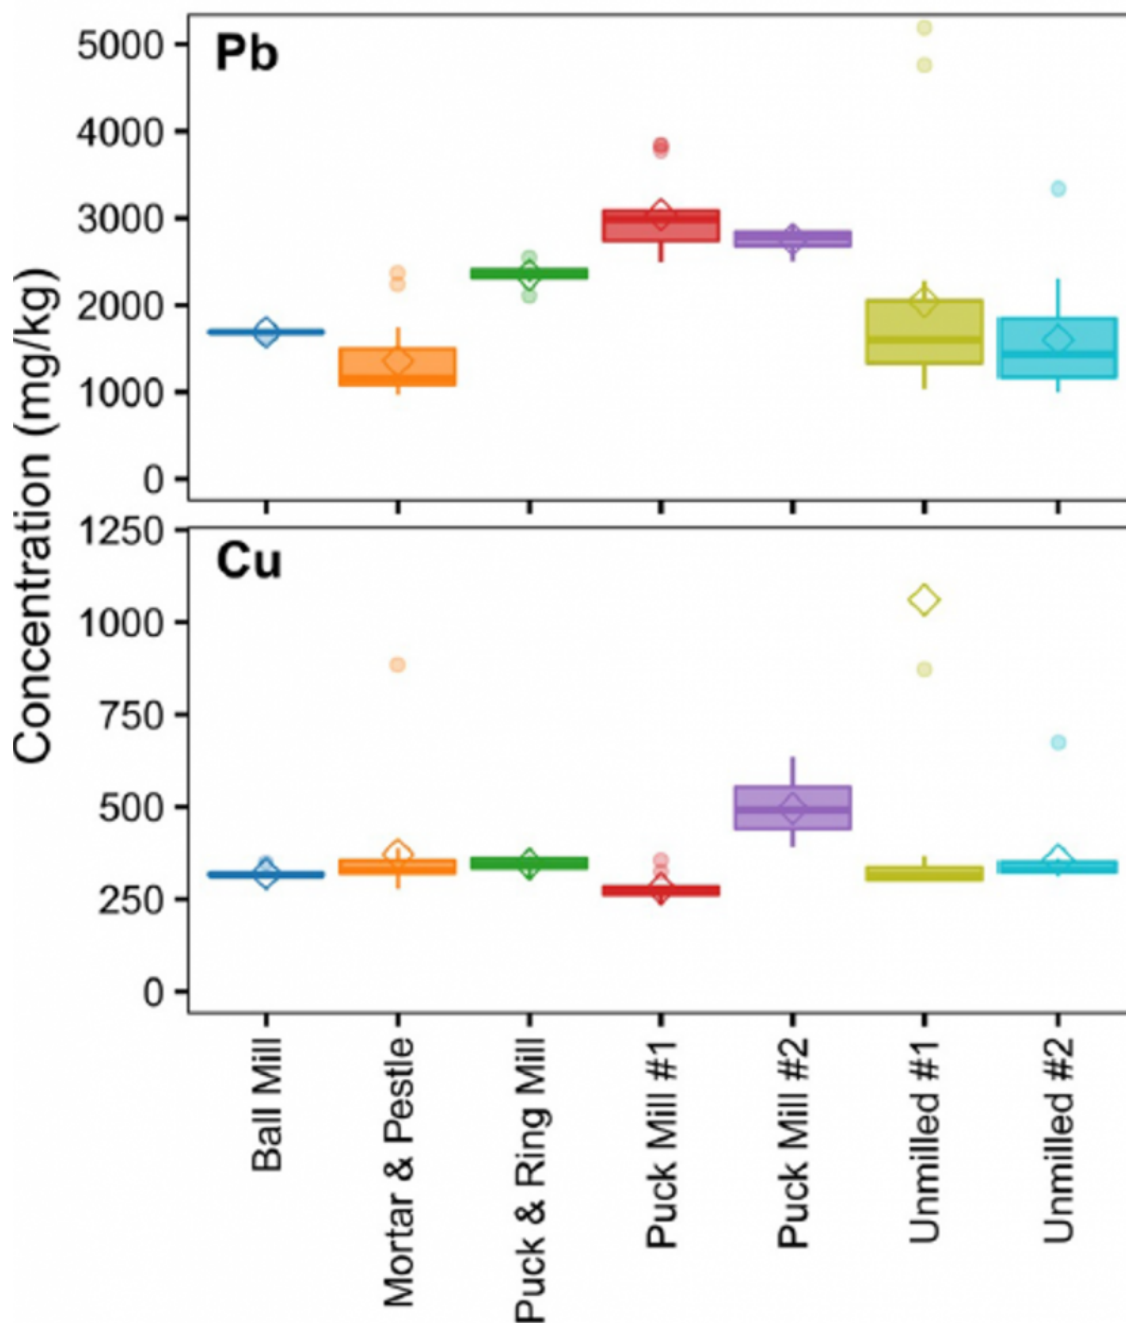 Concentration (mg/kg)
Pb
5000
4000
3000
2000
1000
0
Cu
1250
1000
750
500
250
0
Ball Mill
Mortar & Pestle
Puck & Ring Mill
Puck Mill #1
Puck Mill #2
Unmilled #1
Unmilled #2